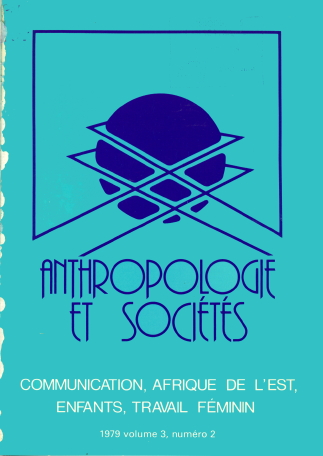 ANTHROPOLOGIE
ET SOCIÉTÉS
COMMUNICATION, AFRIQUE DE L'EST,
ENFANTS, TRAVAIL FÉMININ
1979 volume 3, numéro 2